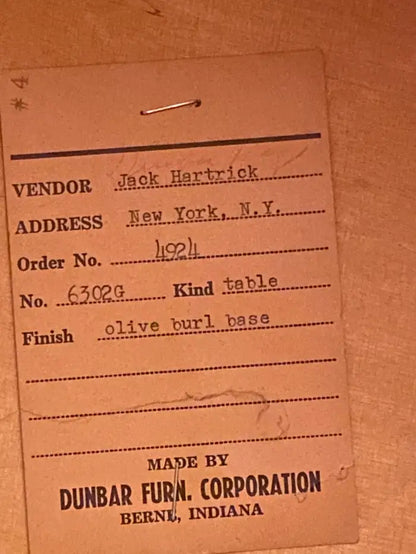 # 4
VENDOR Jack Hartrick
ADDRESS New York, N.Y.
Order No. 4924
No. 6302G Kind table
Finish olive burl base
MADE BY
DUNBAR FURN. CORPORATION
BERNE, INDIANA